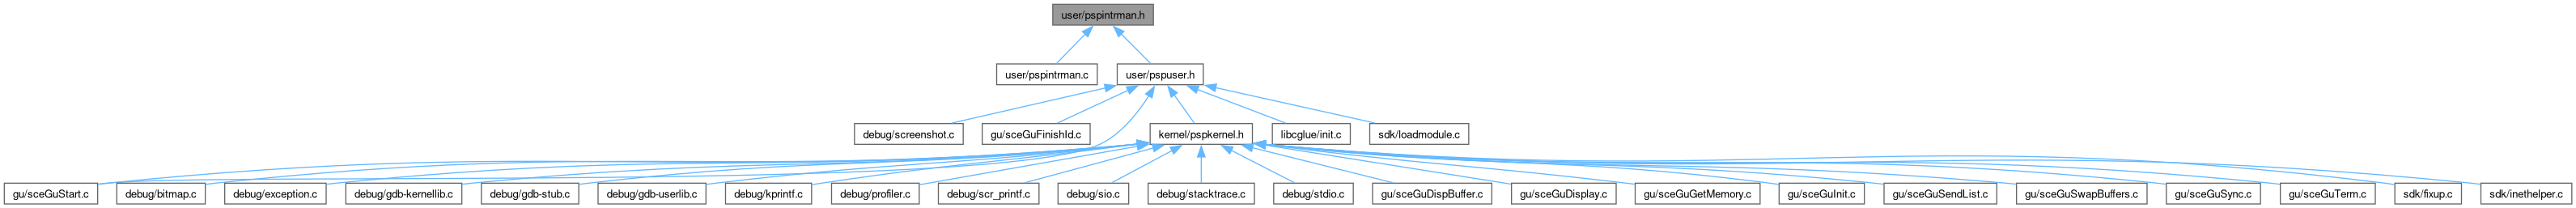 user/pspintrman.h
user/pspintrman.c
user/pspuser.h
debug/screenshot.c
gu/sceGuFinishId.c
kernel/pspkernel.h
libcglue/init.c
sdk/loadmodule.c
gu/sceGuStart.c
debug/bitmap.c
debug/exception.c
debug/gdb-kernellib.c
debug/gdb-stub.c
debug/gdb-userlib.c
debug/kprintf.c
debug/profiler.c
debug/scr_printf.c
debug/sio.c
debug/stacktrace.c
debug/stdio.c
gu/sceGuDispBuffer.c
gu/sceGuDisplay.c
gu/sceGuGetMemory.c
gu/sceGuInit.c
gu/sceGuSendList.c
gu/sceGuSwapBuffers.c
gu/sceGuSync.c
gu/sceGuTerm.c
sdk/fixup.c
sdk/inethelper.c